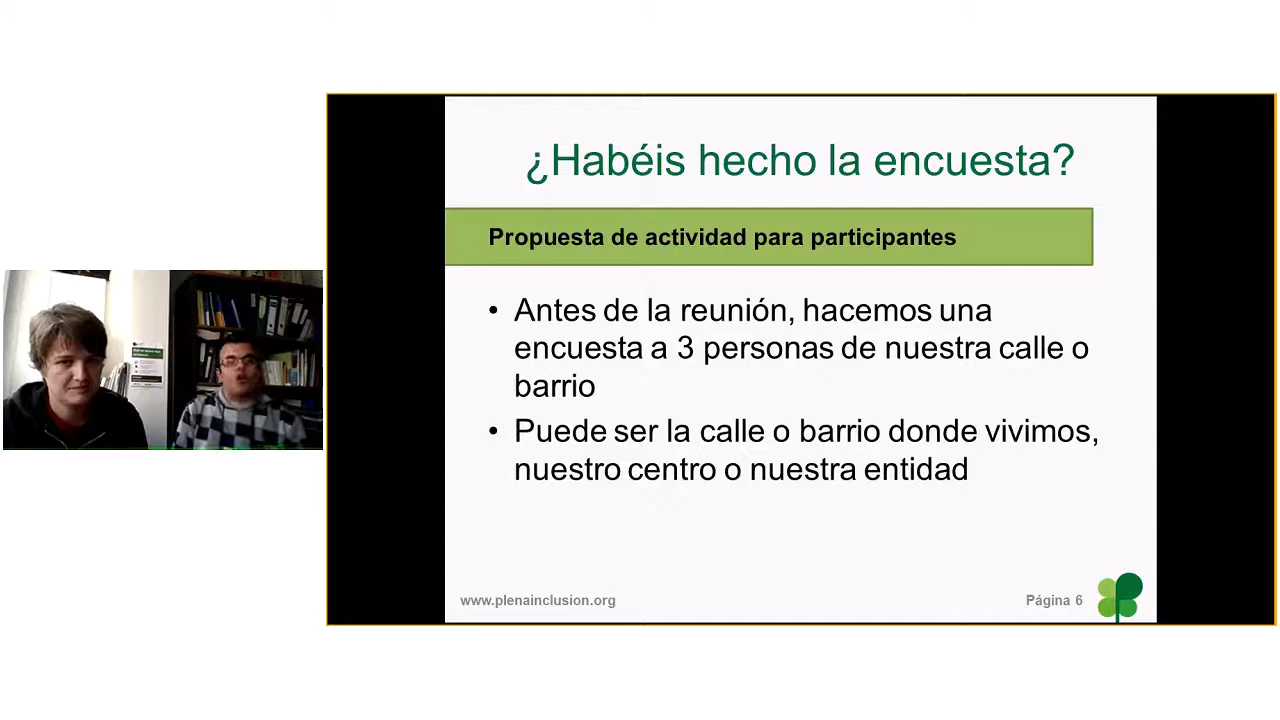 ¿Habéis hecho la encuesta?
Propuesta de actividad para participantes
• Antes de la reunión, hacemos una
encuesta a 3 personas de nuestra calle o
barrio
• Puede ser la calle o barrio donde vivimos,
nuestro centro o nuestra entidad
www.plenainclusion.org
Página 6